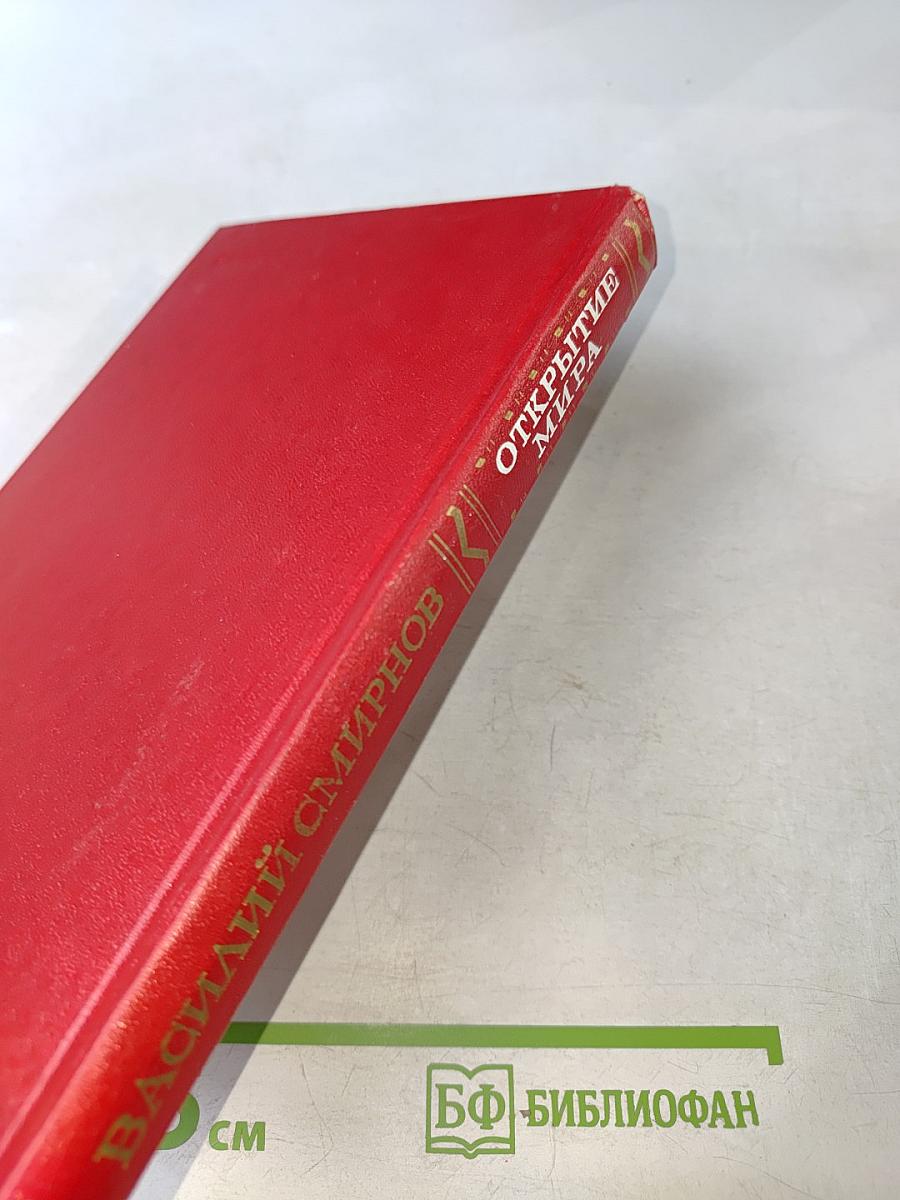 ВАСИЛИЙ СМИРНОВ
ОТКРЫТИЕ
МИРА
см
БФ БИБЛИОФАН